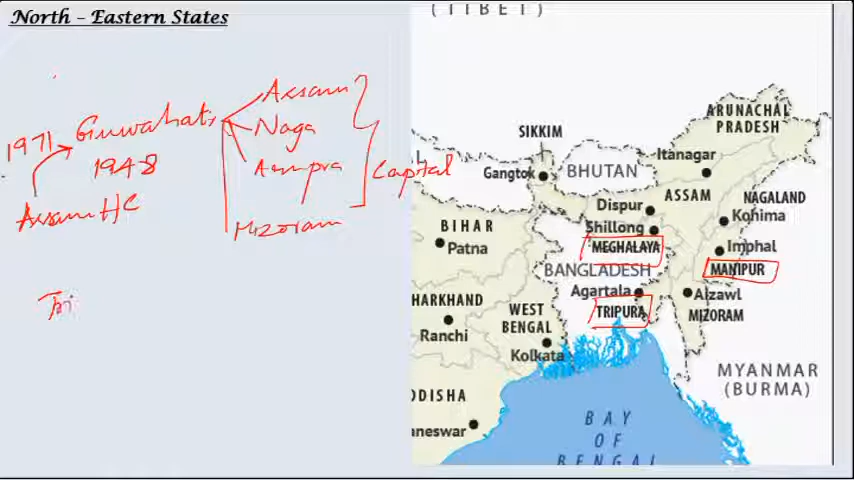 North – Eastern States
1971
Guwahati
1948
Assam HC
Assam
Naga
Mizoram
Capital
(TIBET)
SIKKIM
Gangtok
BHUTAN
ARUNACHAL
PRADESH
Itanagar
Dispur
ASSAM
NAGALAND
Kohima
Shillong
MEGHALAYA
Imphal
MANIPUR
BIHAR
Patna
BANGLADESH
Agartala
TRIPURA
Aizawl
MIZORAM
HARKHAND
Ranchi
WEST
BENGAL
Kolkata
MYANMAR
(BURMA)
ODISHA
aneswar
BAY
OF
BENGAL